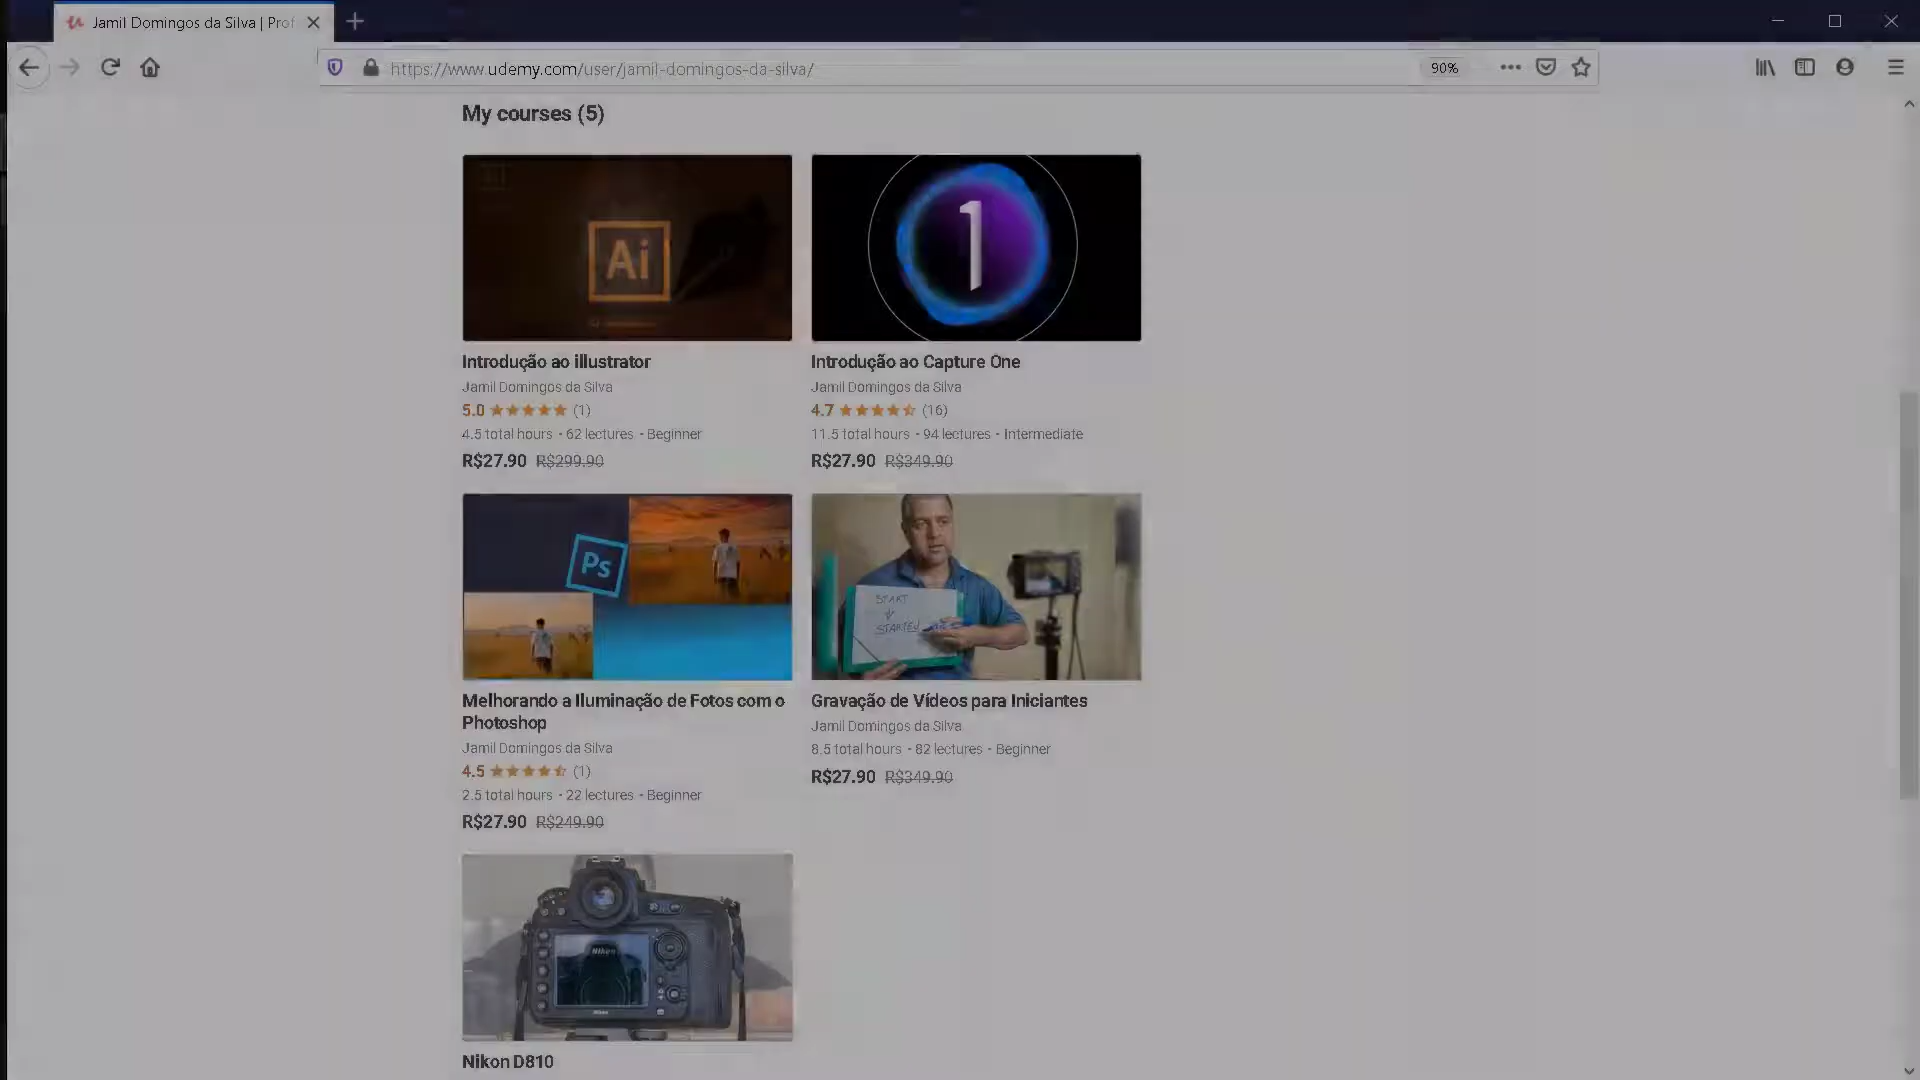 Jamil Domingos da Silva | Prof
https://www.udemy.com/user/jamil-domingos-da-silva/
90%
My courses (5)
Ai
1
Introdução ao illustrator
Jamil Domingos da Silva
5.0 (1)
4.5 total hours · 62 lectures · Beginner
R$27.90 R$299.90
Introdução ao Capture One
Jamil Domingos da Silva
4.7 (16)
11.5 total hours · 94 lectures · Intermediate
R$27.90 R$349.90
Ps
START
STARTED
Melhorando a Iluminação de Fotos com o
Photoshop
Jamil Domingos da Silva
4.5 (1)
2.5 total hours · 22 lectures · Beginner
R$27.90 R$249.90
Gravação de Vídeos para Iniciantes
Jamil Domingos da Silva
8.5 total hours · 82 lectures · Beginner
R$27.90 R$349.90
Nikon
Nikon D810